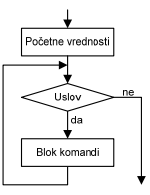 Početne vrednosti
Uslov
ne
da
Blok komandi